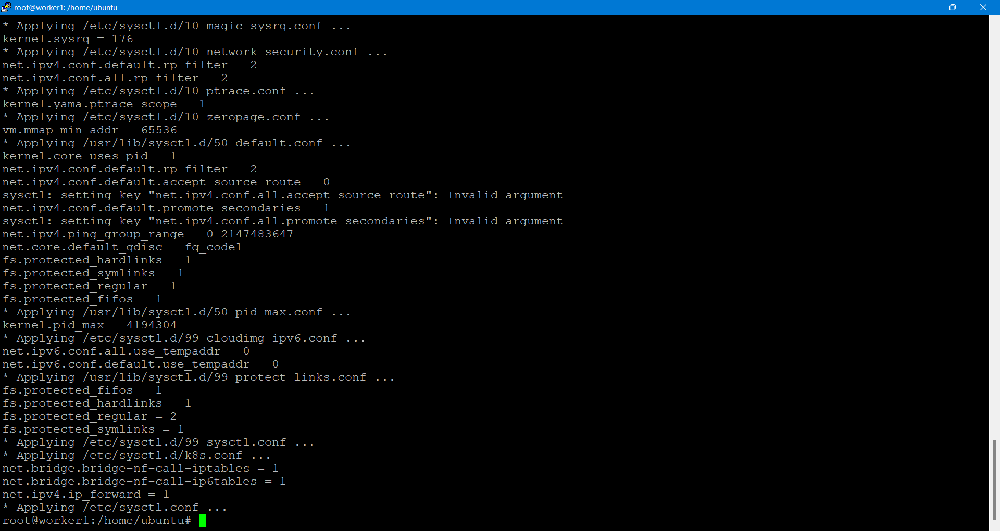 root@worker1: /home/ubuntu
* Applying /etc/sysctl.d/10-magic-sysrq.conf ...
kernel.sysrq = 176
* Applying /etc/sysctl.d/10-network-security.conf ...
net.ipv4.conf.default.rp_filter = 2
net.ipv4.conf.all.rp_filter = 2
* Applying /etc/sysctl.d/10-ptrace.conf ...
kernel.yama.ptrace_scope = 1
* Applying /etc/sysctl.d/10-zeropage.conf ...
vm.mmap_min_addr = 65536
* Applying /usr/lib/sysctl.d/50-default.conf ...
kernel.core_uses_pid = 1
net.ipv4.conf.default.rp_filter = 2
net.ipv4.conf.default.accept_source_route = 0
sysctl: setting key "net.ipv4.conf.all.accept_source_route": Invalid argument
net.ipv4.conf.default.promote_secondaries = 1
sysctl: setting key "net.ipv4.conf.all.promote_secondaries": Invalid argument
net.ipv4.ping_group_range = 0 2147483647
net.core.default_qdisc = fq_codel
fs.protected_hardlinks = 1
fs.protected_symlinks = 1
fs.protected_regular = 1
fs.protected_fifos = 1
* Applying /usr/lib/sysctl.d/50-pid-max.conf ...
kernel.pid_max = 4194304
* Applying /etc/sysctl.d/99-cloudimg-ipv6.conf ...
net.ipv6.conf.all.use_tempaddr = 0
net.ipv6.conf.default.use_tempaddr = 0
* Applying /usr/lib/sysctl.d/99-protect-links.conf ...
fs.protected_fifos = 1
fs.protected_hardlinks = 1
fs.protected_regular = 2
fs.protected_symlinks = 1
* Applying /etc/sysctl.d/99-sysctl.conf ...
* Applying /etc/sysctl.d/k8s.conf ...
net.bridge.bridge-nf-call-iptables = 1
net.bridge.bridge-nf-call-ip6tables = 1
net.ipv4.ip_forward = 1
* Applying /etc/sysctl.conf ...
root@worker1:/home/ubuntu#